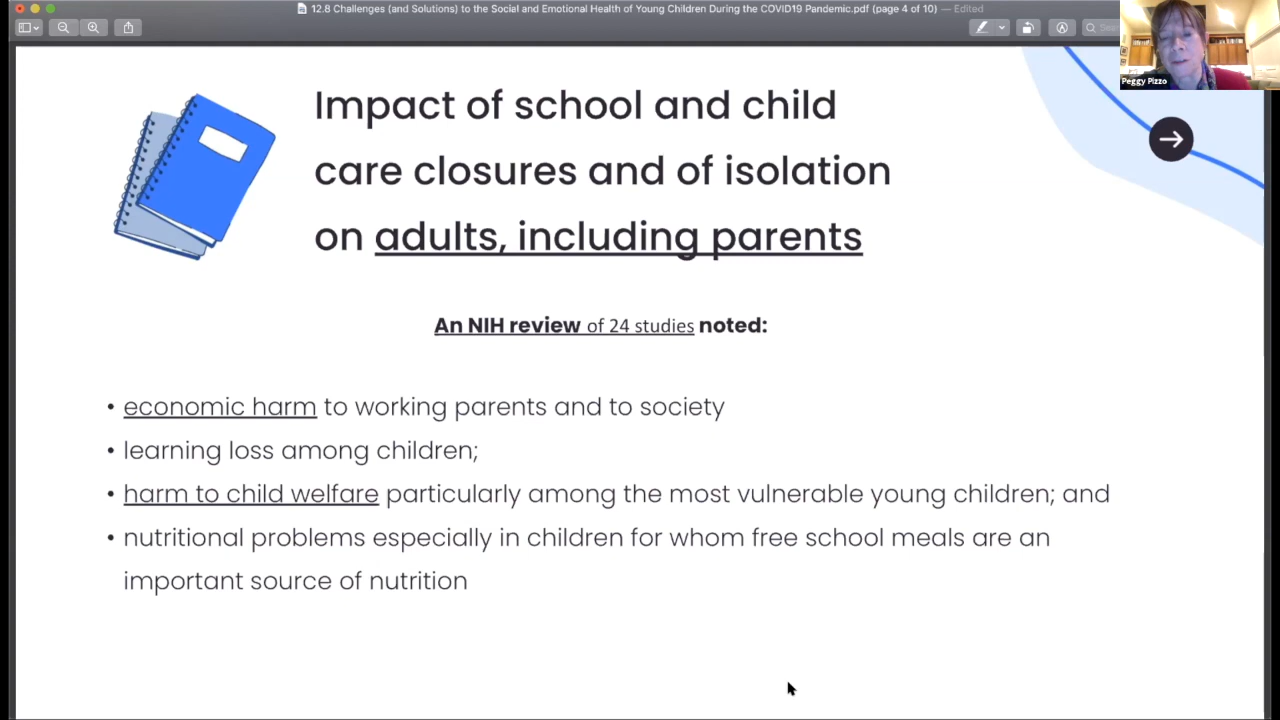 12.8 Challenges (and Solutions) to the Social and Emotional Health of Young Children During the COVID19 Pandemic.pdf (page 4 of 10) — Edited
Peggy Pizzo
Impact of school and child
care closures and of isolation
on adults, including parents
An NIH review of 24 studies noted:
• economic harm to working parents and to society
• learning loss among children;
• harm to child welfare particularly among the most vulnerable young children; and
• nutritional problems especially in children for whom free school meals are an
important source of nutrition